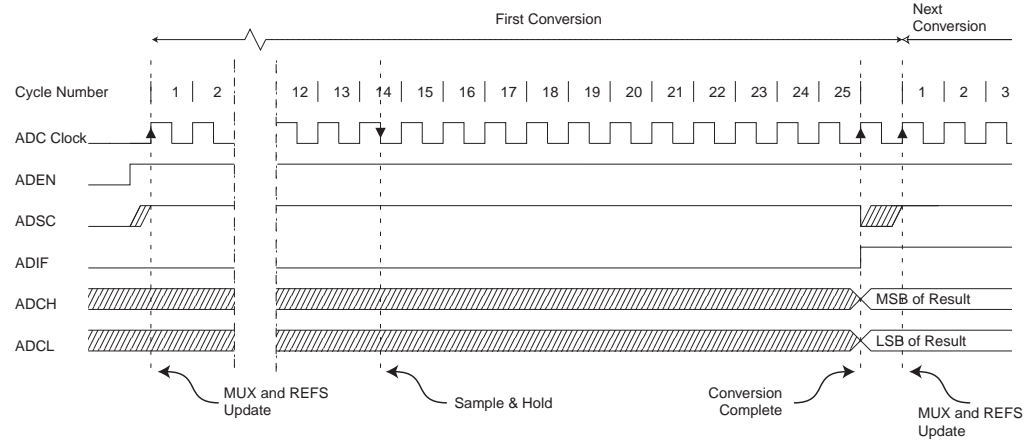 First Conversion
Next
Conversion
Cycle Number 1 2 12 13 14 15 16 17 18 19 20 21 22 23 24 25 1 2 3
ADC Clock
ADEN
ADSC
ADIF
ADCH MSB of Result
ADCL LSB of Result
MUX and REFS
Update
Sample & Hold
Conversion
Complete
MUX and REFS
Update